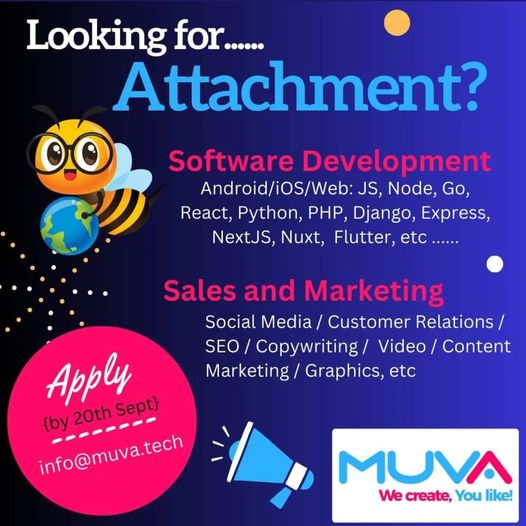 Looking for......
Attachment?
Software Development
Android/iOS/Web: JS, Node, Go,
React, Python, PHP, Django, Express,
NextJS, Nuxt, Flutter, etc ......
Sales and Marketing
Social Media / Customer Relations /
SEO / Copywriting / Video / Content
Marketing / Graphics, etc
Apply
{by 20th Sept}
info@muva.tech
MUVA
We create, You like!